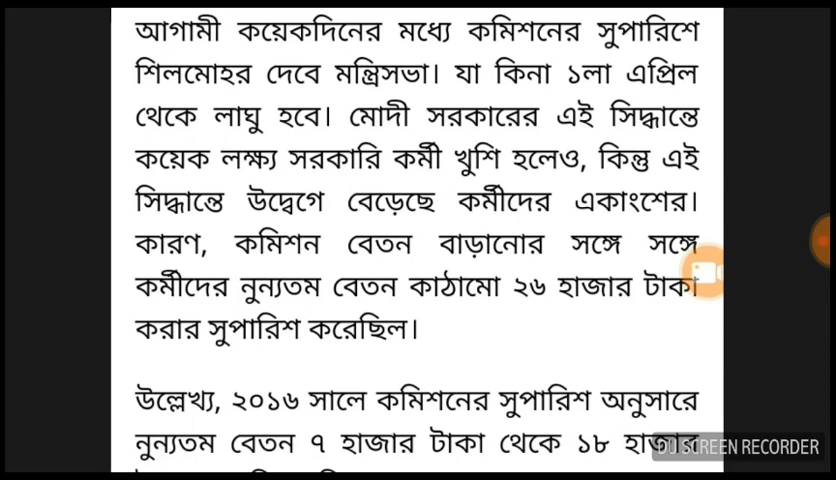 আগামী কয়েকদিনের মধ্যে কমিশনের সুপারিশে
শিলমোহর দেবে মন্ত্রিসভা। যা কিনা ১লা এপ্রিল
থেকে লাঘু হবে। মোদী সরকারের এই সিদ্ধান্তে
কয়েক লক্ষ্য সরকারি কর্মী খুশি হলেও, কিন্তু এই
সিদ্ধান্তে উদ্বেগে বেড়েছে কর্মীদের একাংশের।
কারণ, কমিশন বেতন বাড়ানোর সঙ্গে সঙ্গে
কর্মীদের নুন্যতম বেতন কাঠামো ২৬ হাজার টাকা
করার সুপারিশ করেছিল।
উল্লেখ্য, ২০১৬ সালে কমিশনের সুপারিশ অনুসারে
নুন্যতম বেতন ৭ হাজার টাকা থেকে ১৮ হাজার
DU SCREEN RECORDER